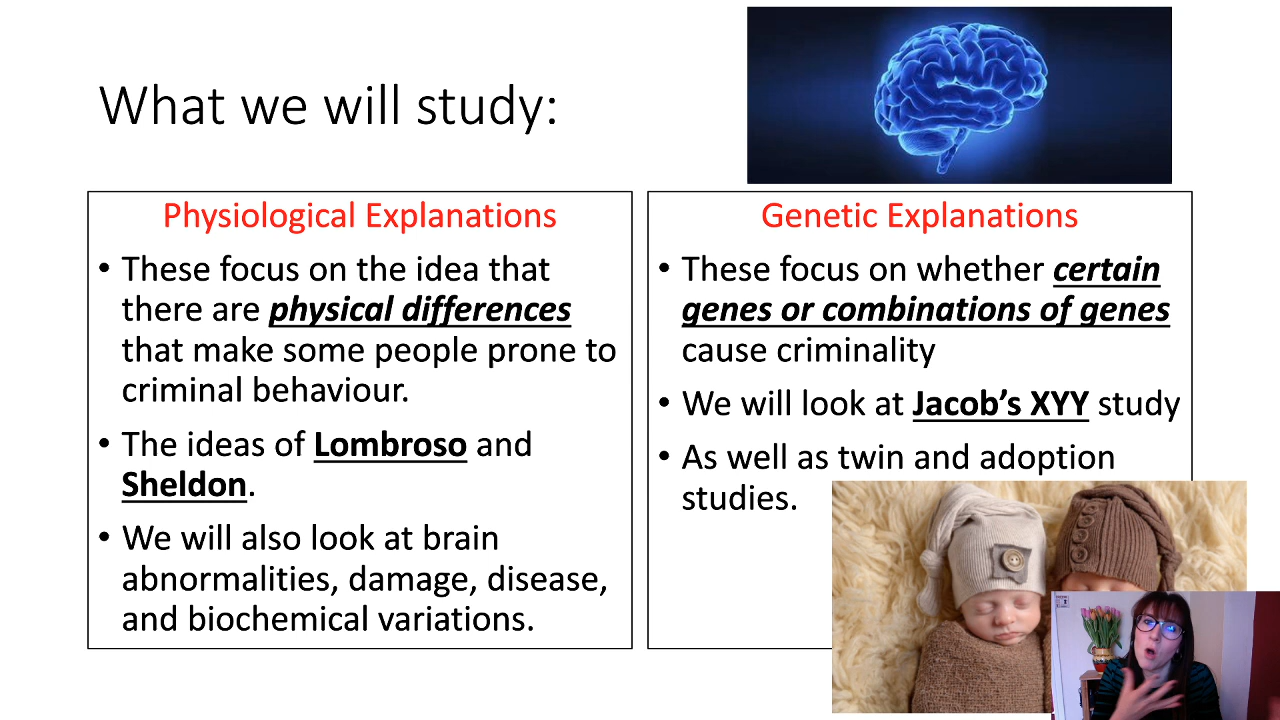 What we will study:
Physiological Explanations
• These focus on the idea that
there are physical differences
that make some people prone to
criminal behaviour.
• The ideas of Lombroso and
Sheldon.
• We will also look at brain
abnormalities, damage, disease,
and biochemical variations.
Genetic Explanations
• These focus on whether certain
genes or combinations of genes
cause criminality
• We will look at Jacob’s XYY study
• As well as twin and adoption
studies.